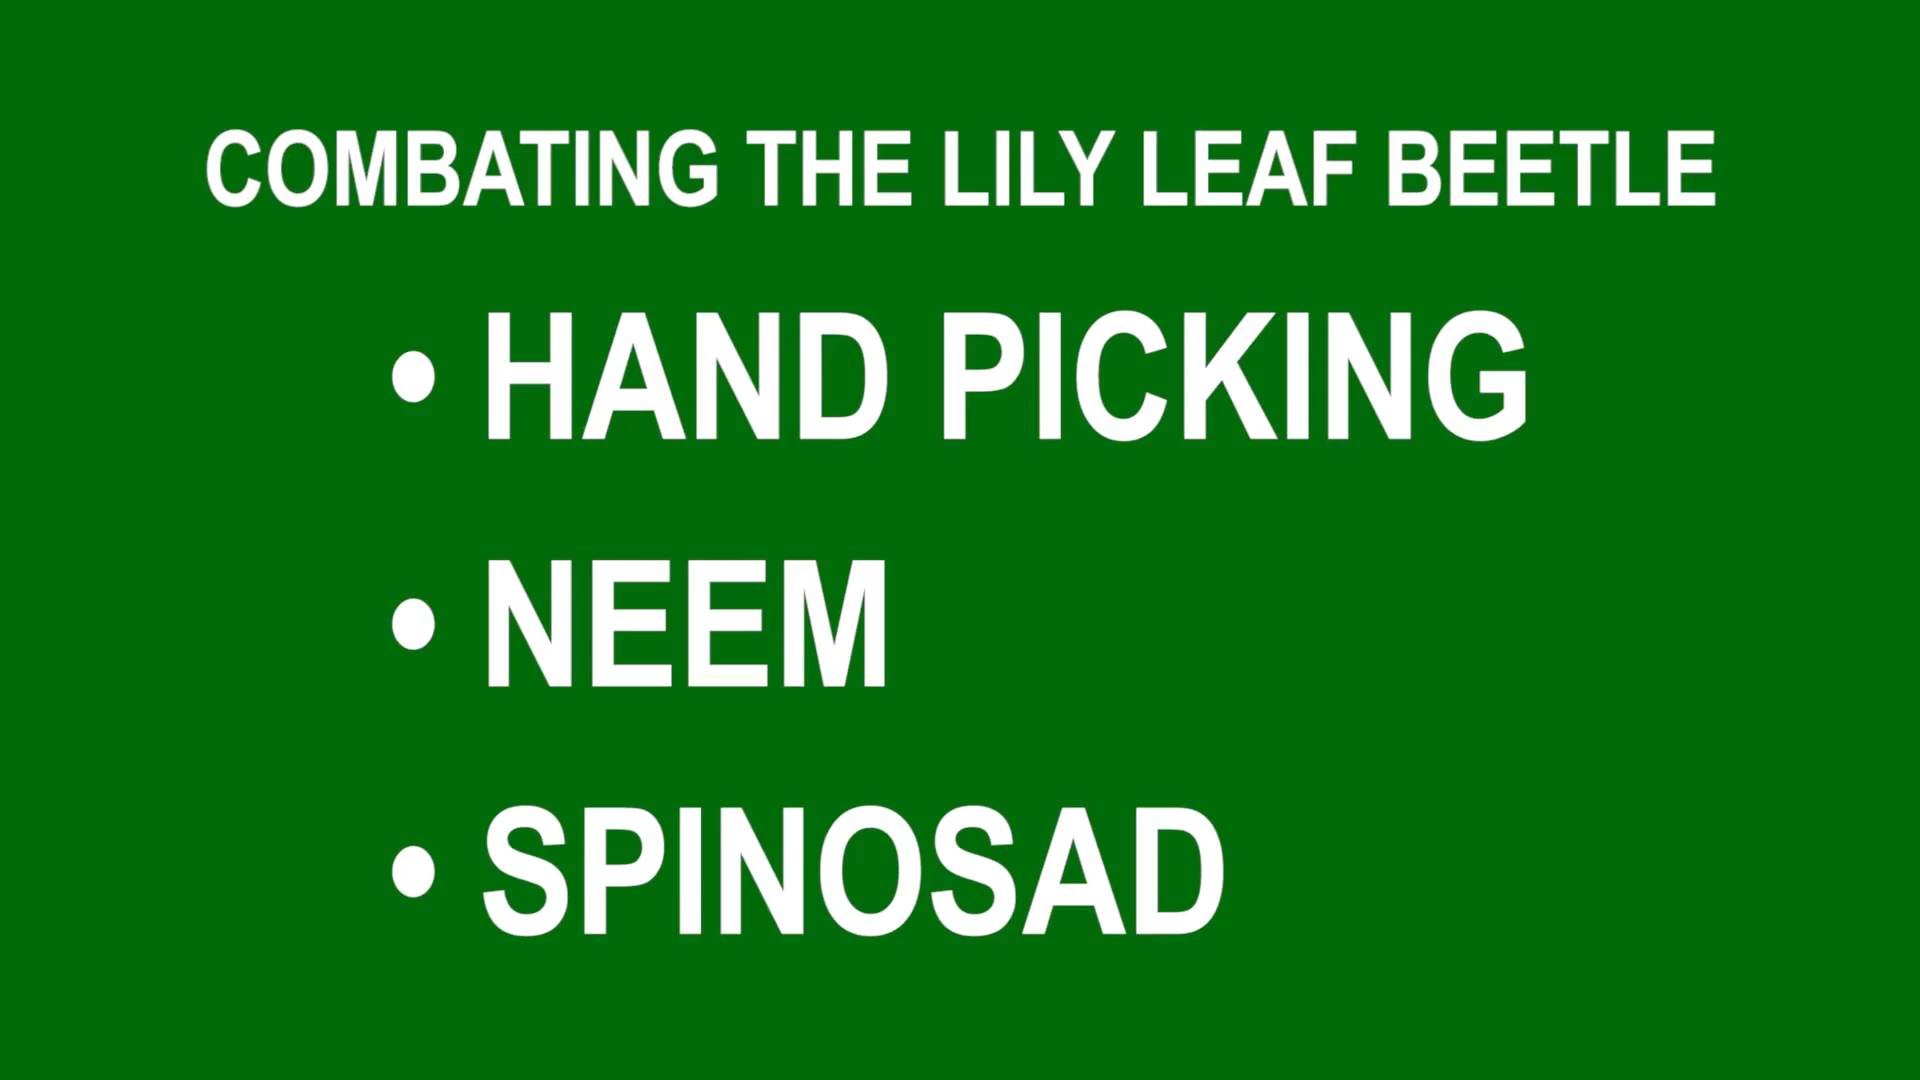 COMBATING THE LILY LEAF BEETLE
• HAND PICKING
• NEEM
• SPINOSAD